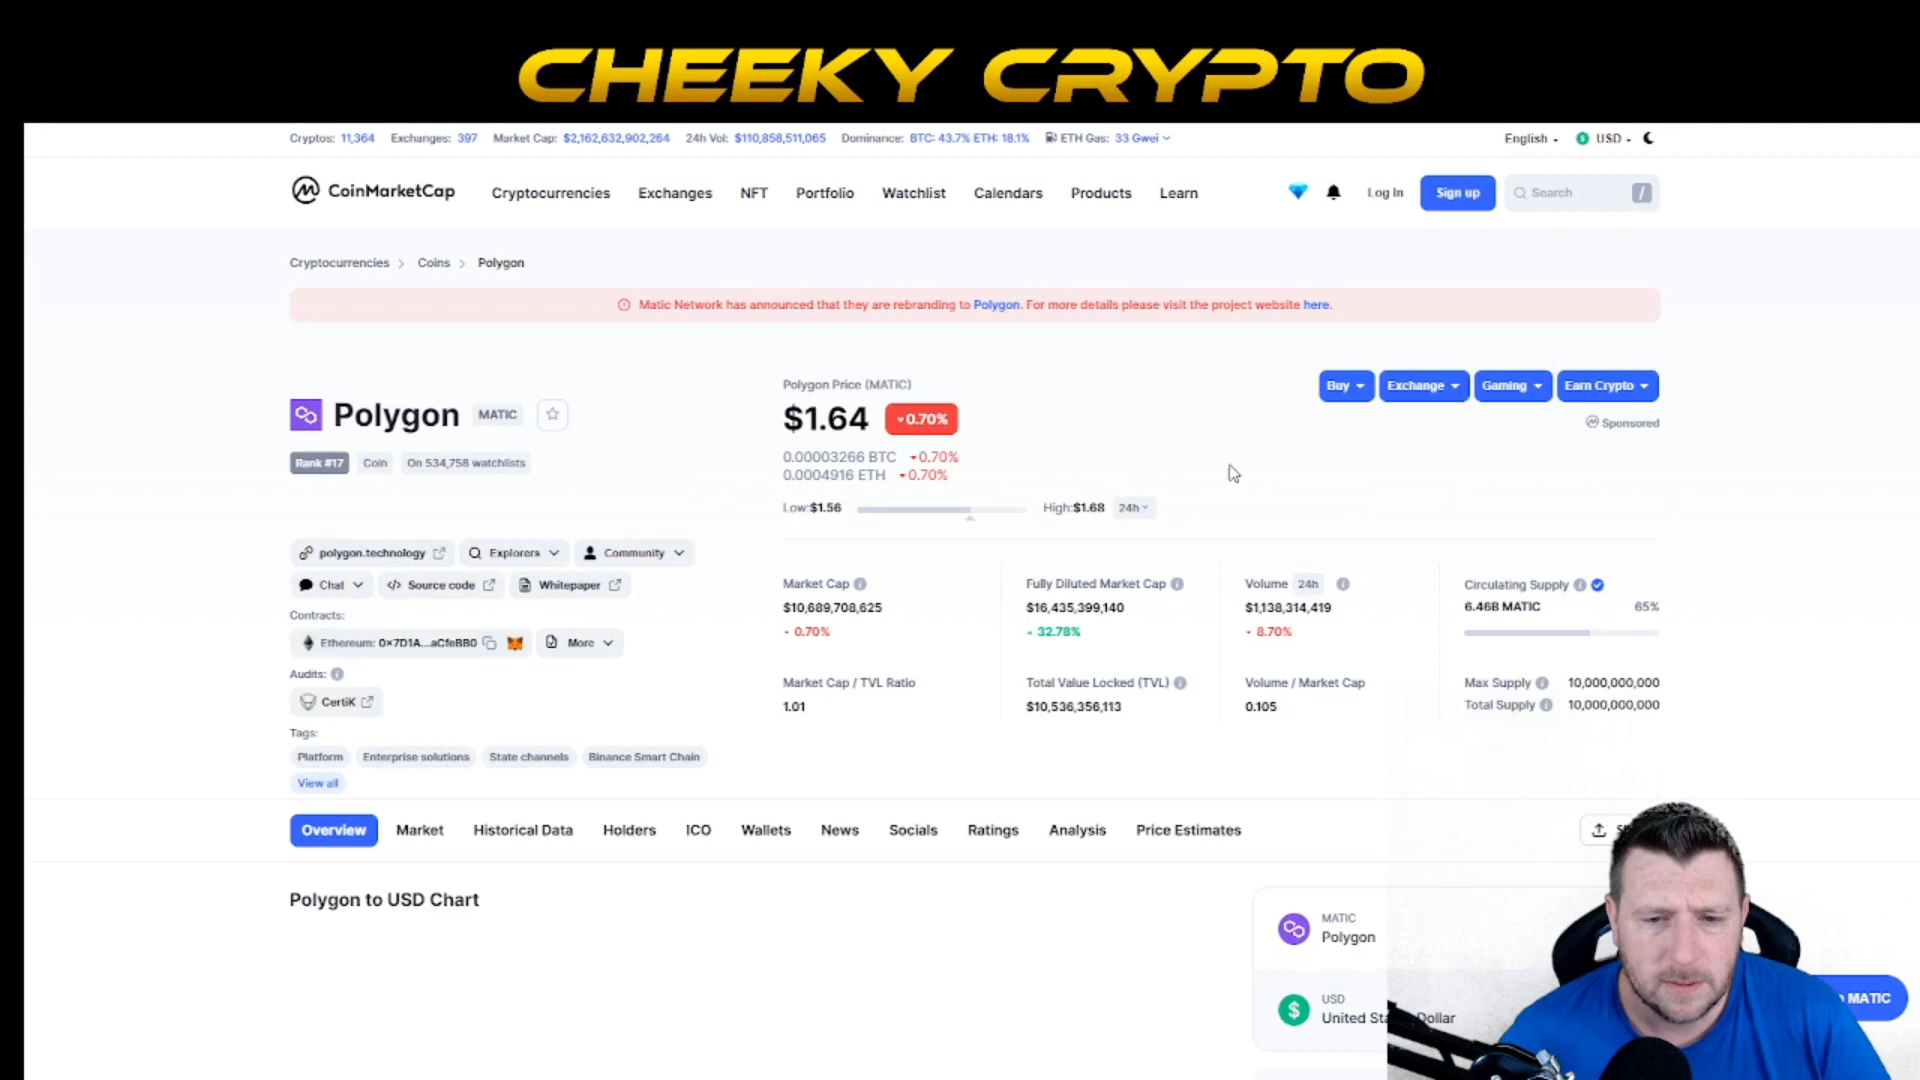 CHEEKY CRYPTO
Cryptos: 11,364 Exchanges: 397 Market Cap: $2,162,632,902,264 24h Vol: $110,858,511,065 Dominance: BTC: 43.7% ETH: 18.1% ETH Gas: 33 Gwei English USD
CoinMarketCap Cryptocurrencies Exchanges NFT Portfolio Watchlist Calendars Products Learn Log In Sign up Search /
Cryptocurrencies > Coins > Polygon
Matic Network has announced that they are rebranding to Polygon. For more details please visit the project website here.
Polygon MATIC
Rank #17 Coin On 534,758 watchlists
polygon.technology Explorers Community
Chat Source code Whitepaper
Contracts:
Ethereum: 0x7D1A...aCfeBB0 More
Audits:
CertiK
Tags:
Platform Enterprise solutions State channels Binance Smart Chain
View all
Polygon Price (MATIC)
$1.64 0.70%
0.00003266 BTC 0.70%
0.0004916 ETH 0.70%
Low:$1.56 High:$1.68 24h
Buy Exchange Gaming Earn Crypto
Sponsored
Market Cap
$10,689,708,625
0.70%
Fully Diluted Market Cap
$16,435,399,140
32.78%
Volume 24h
$1,138,314,419
8.70%
Circulating Supply
6.46B MATIC 65%
Market Cap / TVL Ratio
1.01
Total Value Locked (TVL)
$10,536,356,113
Volume / Market Cap
0.105
Max Supply 10,000,000,000
Total Supply 10,000,000,000
Overview Market Historical Data Holders ICO Wallets News Socials Ratings Analysis Price Estimates
Polygon to USD Chart
MATIC
Polygon
USD
United Dollar
MATIC